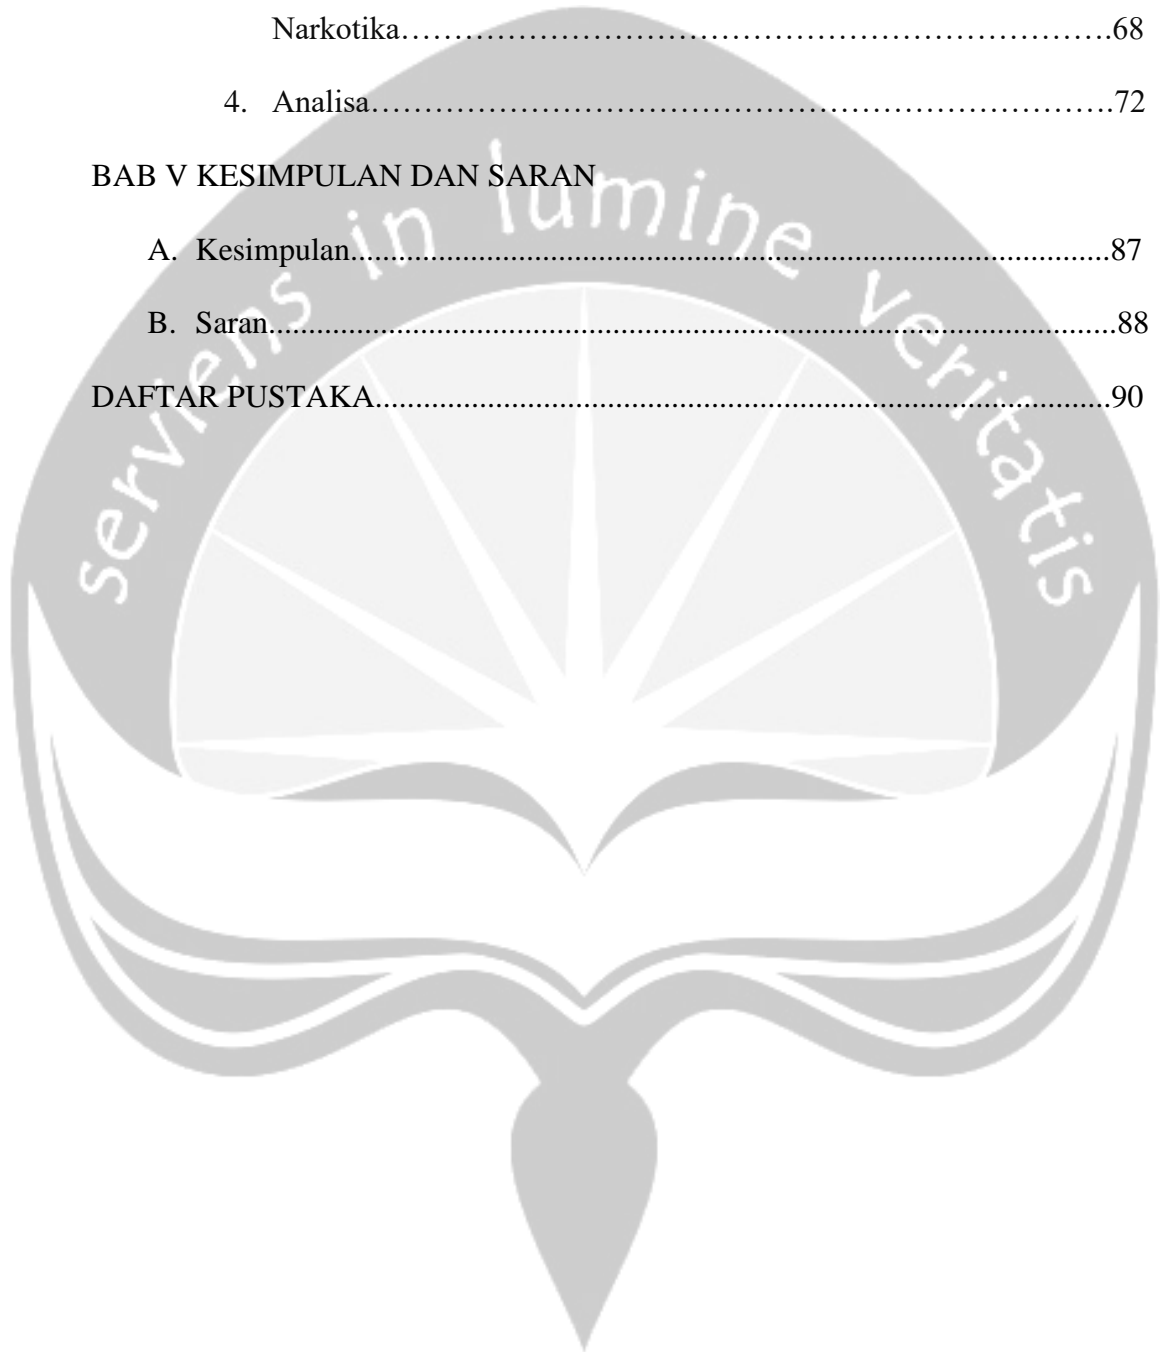 Narkotika……………………………………………………………….68
4. Analisa………………………………………………………………….72
BAB V KESIMPULAN DAN SARAN
serviens in lumine veritatis
A. Kesimpulan.................................................................................................87
B. Saran...........................................................................................................88
DAFTAR PUSTAKA..............................................................................................90